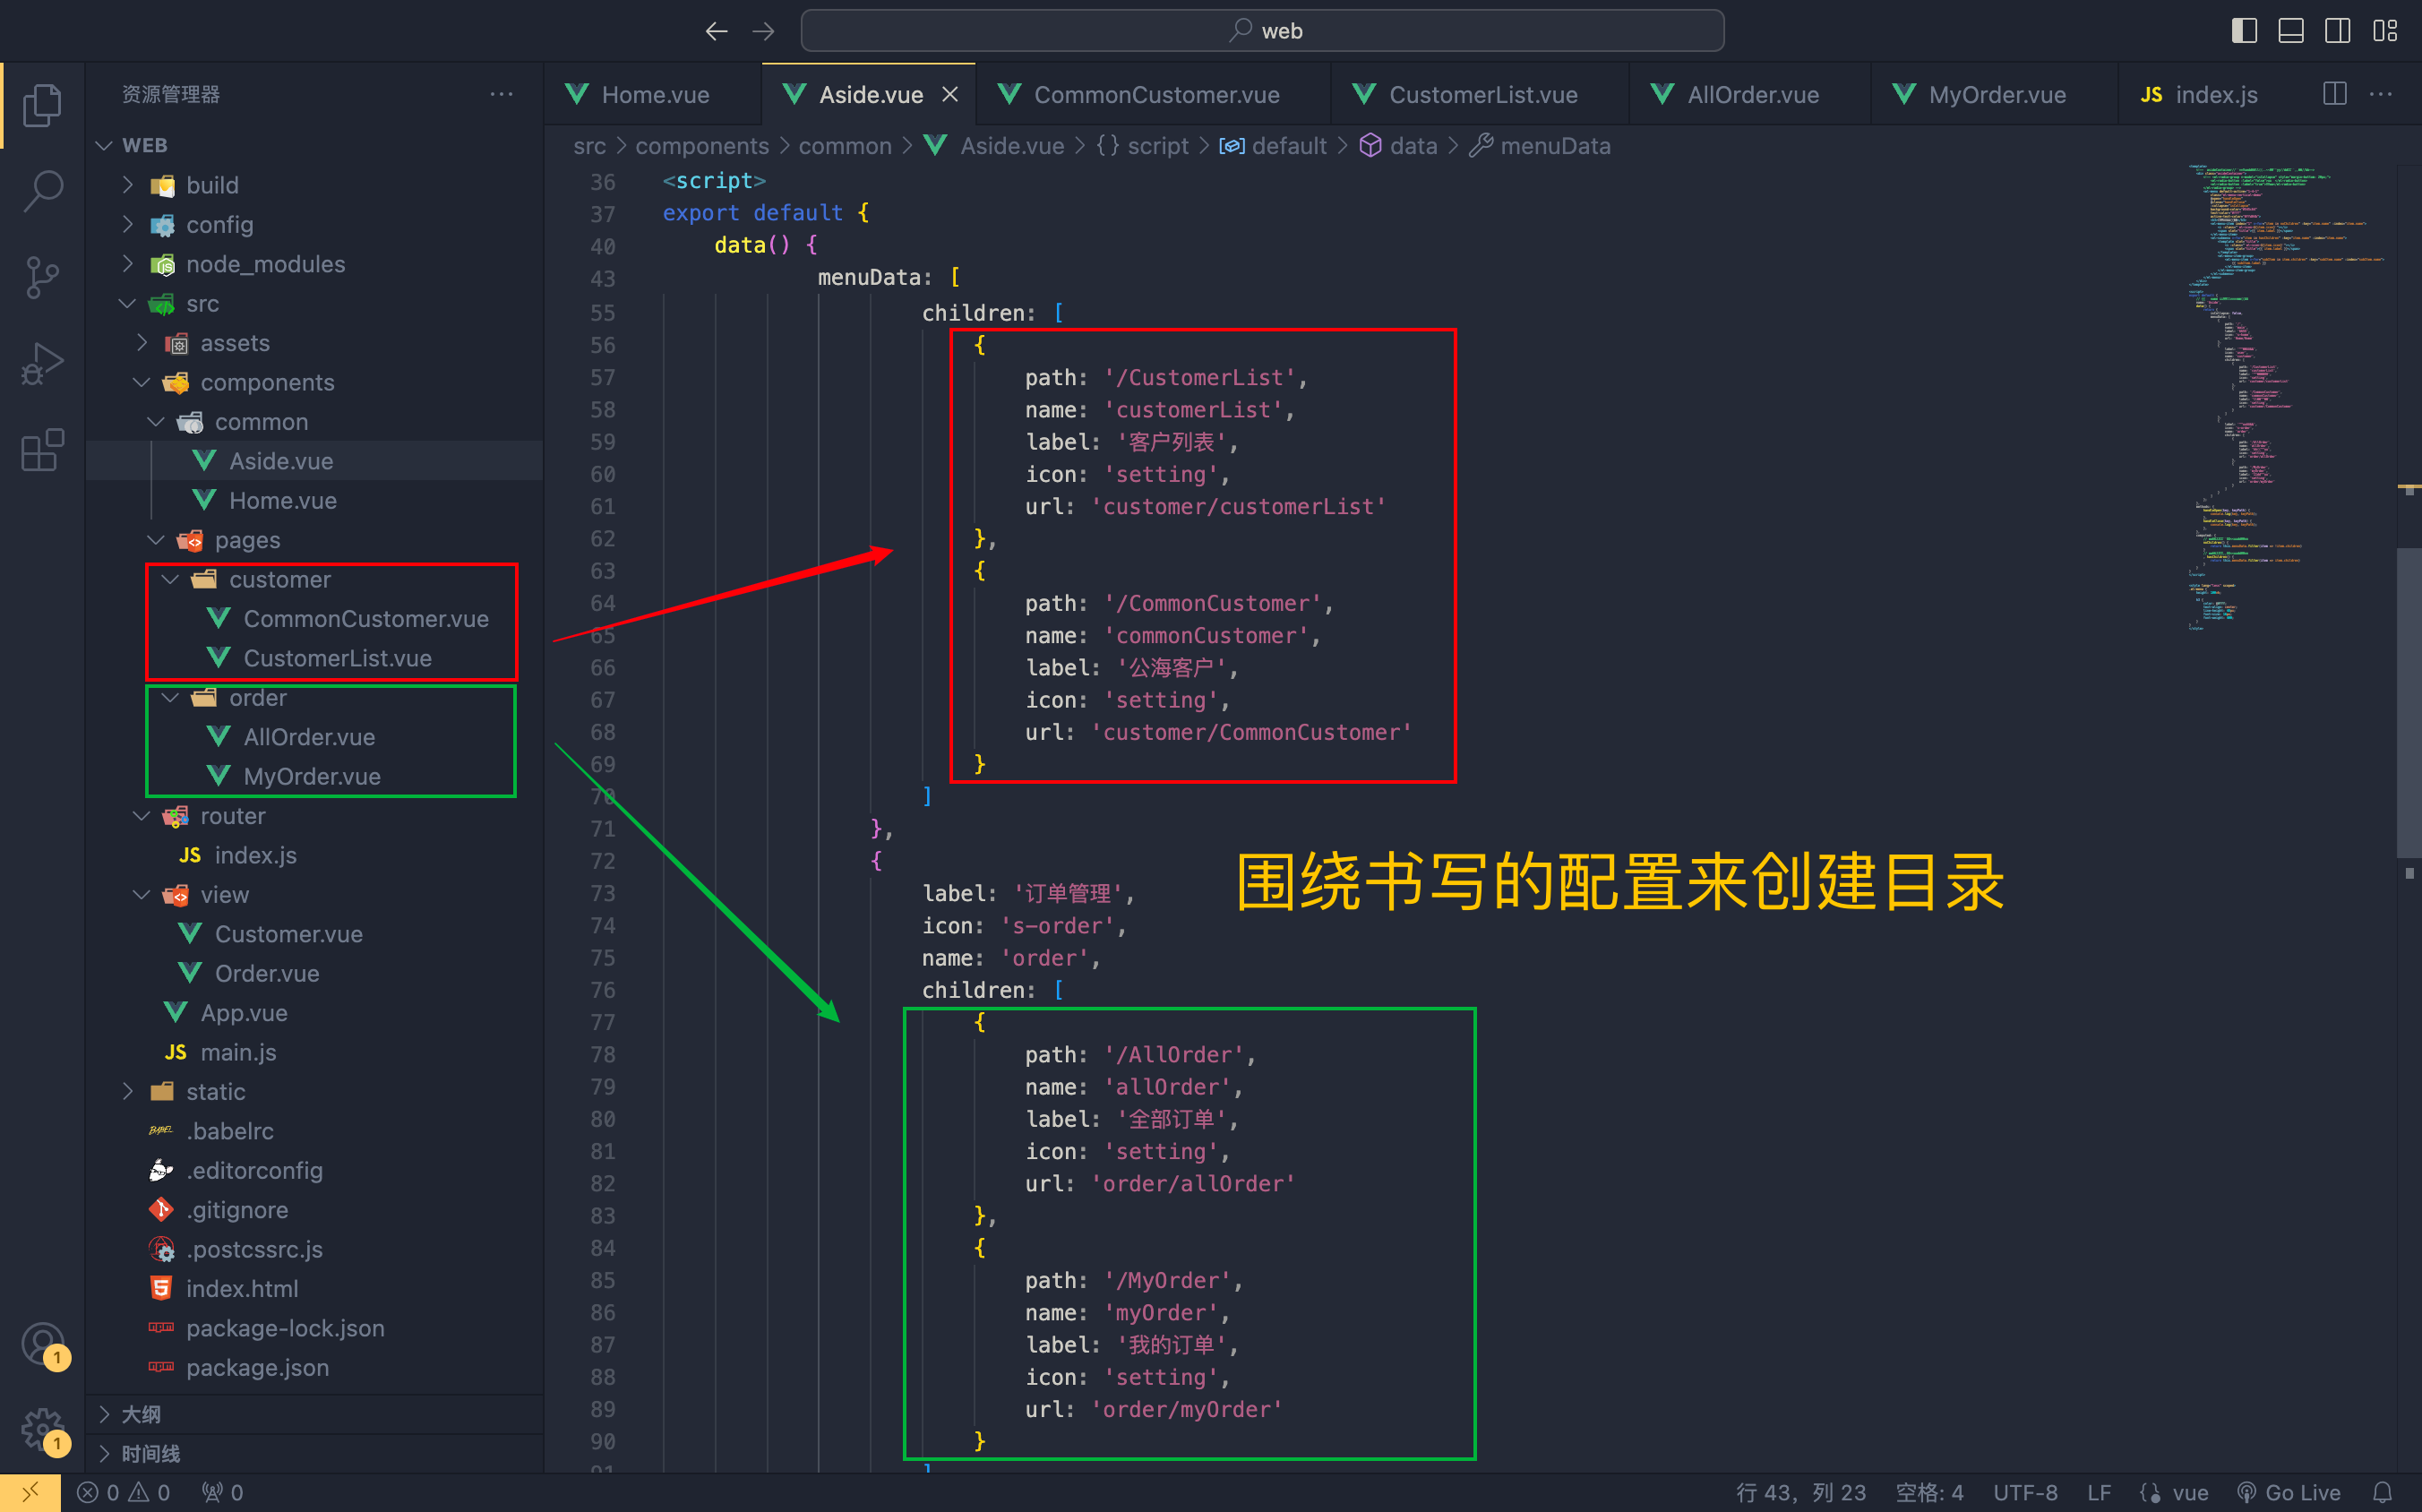 web
资源管理器
Home.vue
Aside.vue
CommonCustomer.vue
CustomerList.vue
AllOrder.vue
MyOrder.vue
JS index.js
WEB
build
config
node_modules
src
assets
components
common
Aside.vue
Home.vue
pages
customer
CommonCustomer.vue
CustomerList.vue
order
AllOrder.vue
MyOrder.vue
router
JS index.js
view
Customer.vue
Order.vue
App.vue
JS main.js
static
.babelrc
.editorconfig
.gitignore
.postcssrc.js
index.html
package-lock.json
package.json
大纲
时间线
1
1
src > components > common > Aside.vue > {} script > default > data > menuData
36 <script>
37 export default {
40 data() {
43 menuData: [
55 children: [
56 {
57 path: '/CustomerList',
58 name: 'customerList',
59 label: '客户列表',
60 icon: 'setting',
61 url: 'customer/customerList'
62 },
63 {
64 path: '/CommonCustomer',
65 name: 'commonCustomer',
66 label: '公海客户',
67 icon: 'setting',
68 url: 'customer/CommonCustomer'
69 }
70 ]
71 },
72 {
73 label: '订单管理',
74 icon: 's-order',
75 name: 'order',
76 children: [
77 {
78 path: '/AllOrder',
79 name: 'allOrder',
80 label: '全部订单',
81 icon: 'setting',
82 url: 'order/allOrder'
83 },
84 {
85 path: '/MyOrder',
86 name: 'myOrder',
87 label: '我的订单',
88 icon: 'setting',
89 url: 'order/myOrder'
90 }
91 ]
围绕书写的配置来创建目录
0 0 0
行 43，列 23 空格: 4 UTF-8 LF {} vue Go Live